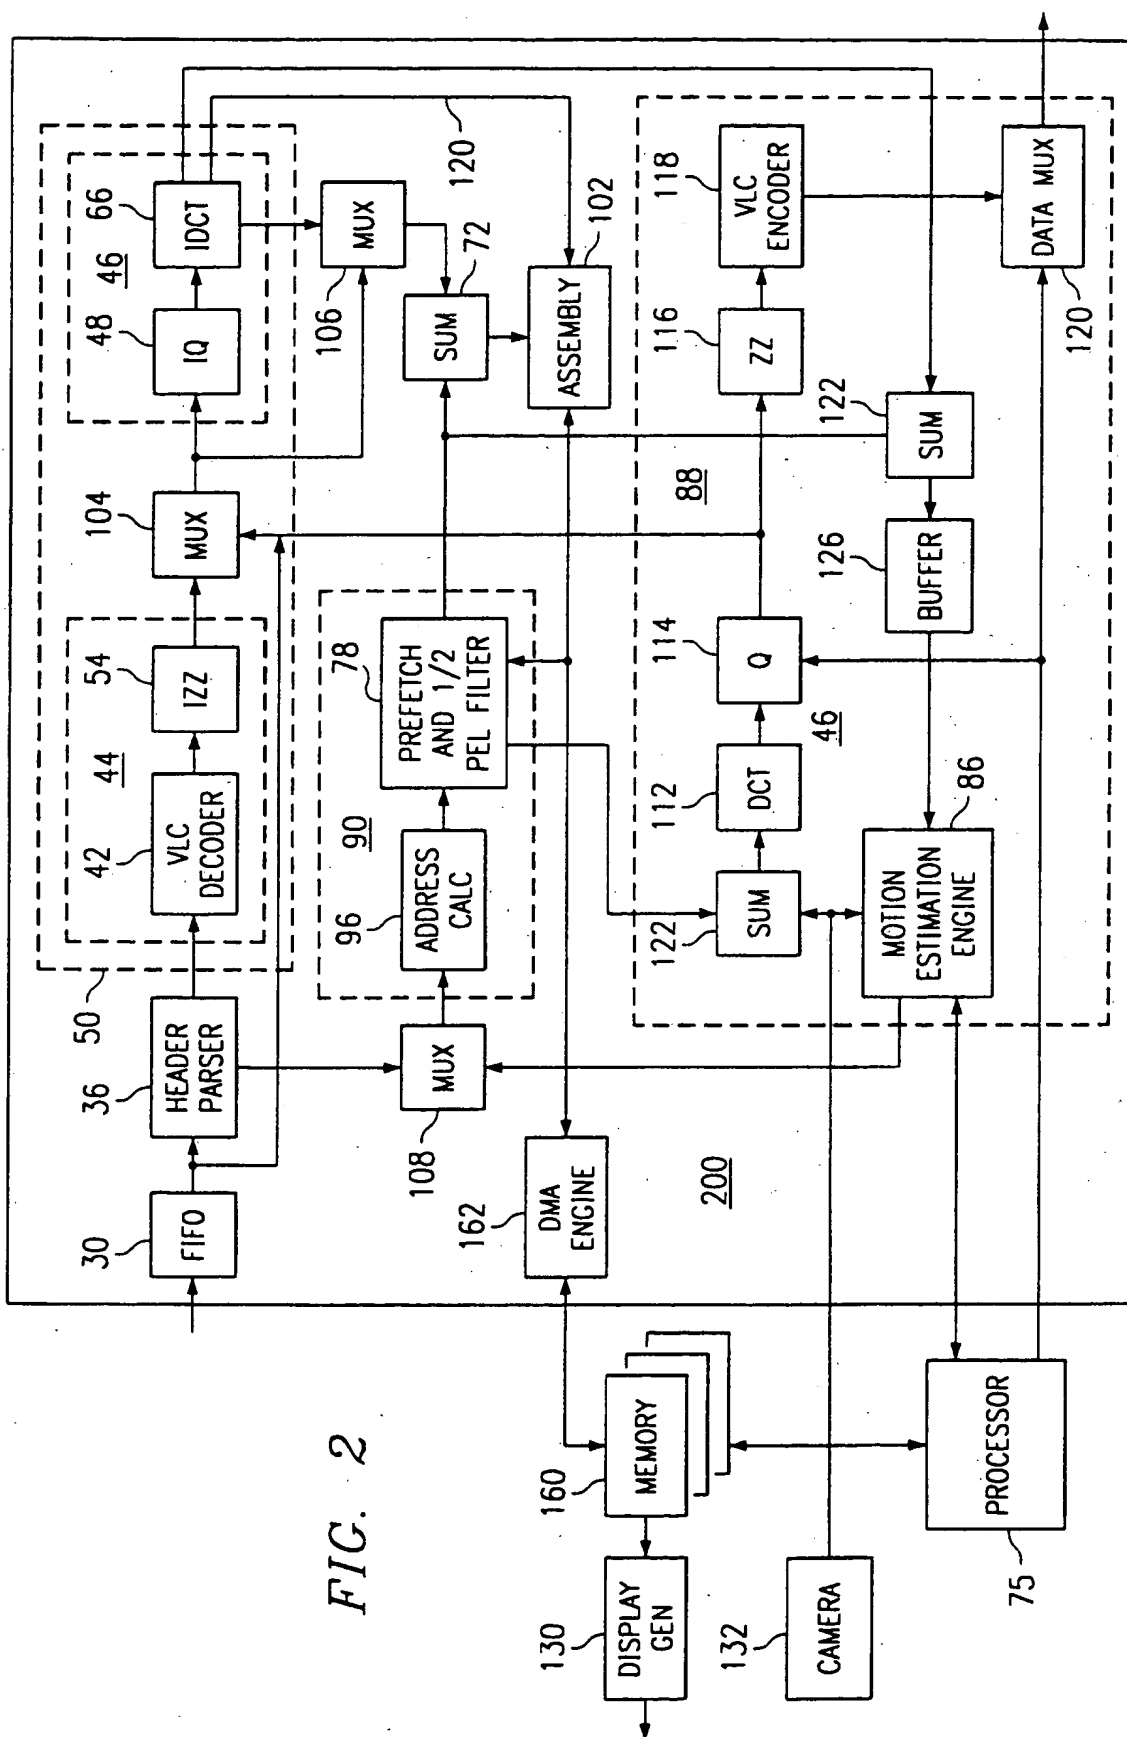 30
FIFO
36
HEADER
PARSER
50
42
VLC
DECODER
44
54
IZZ
104
MUX
48
IQ
46
66
IDCT
106
MUX
108
MUX
96
ADDRESS
CALC
90
78
PREFETCH
AND 1/2
PEL FILTER
SUM
72
120
162
DMA
ENGINE
ASSEMBLY
102
200
88
122
SUM
112
DCT
114
Q
46
116
ZZ
118
VLC
ENCODER
MOTION
ESTIMATION
ENGINE
86
126
BUFFER
122
SUM
DATA MUX
120
130
DISPLAY
GEN
160
MEMORY
132
CAMERA
PROCESSOR
75
FIG. 2